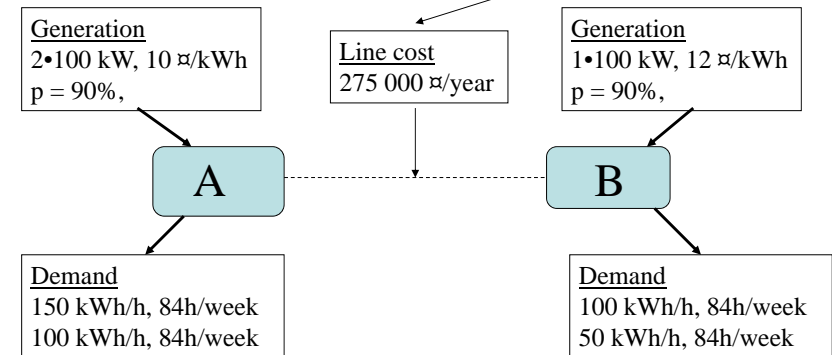 Generation
2•100 kW, 10 ¤/kWh
p = 90%,
Line cost
275 000 ¤/year
Generation
1•100 kW, 12 ¤/kWh
p = 90%,
A
B
Demand
150 kWh/h, 84h/week
100 kWh/h, 84h/week
Demand
100 kWh/h, 84h/week
50 kWh/h, 84h/week